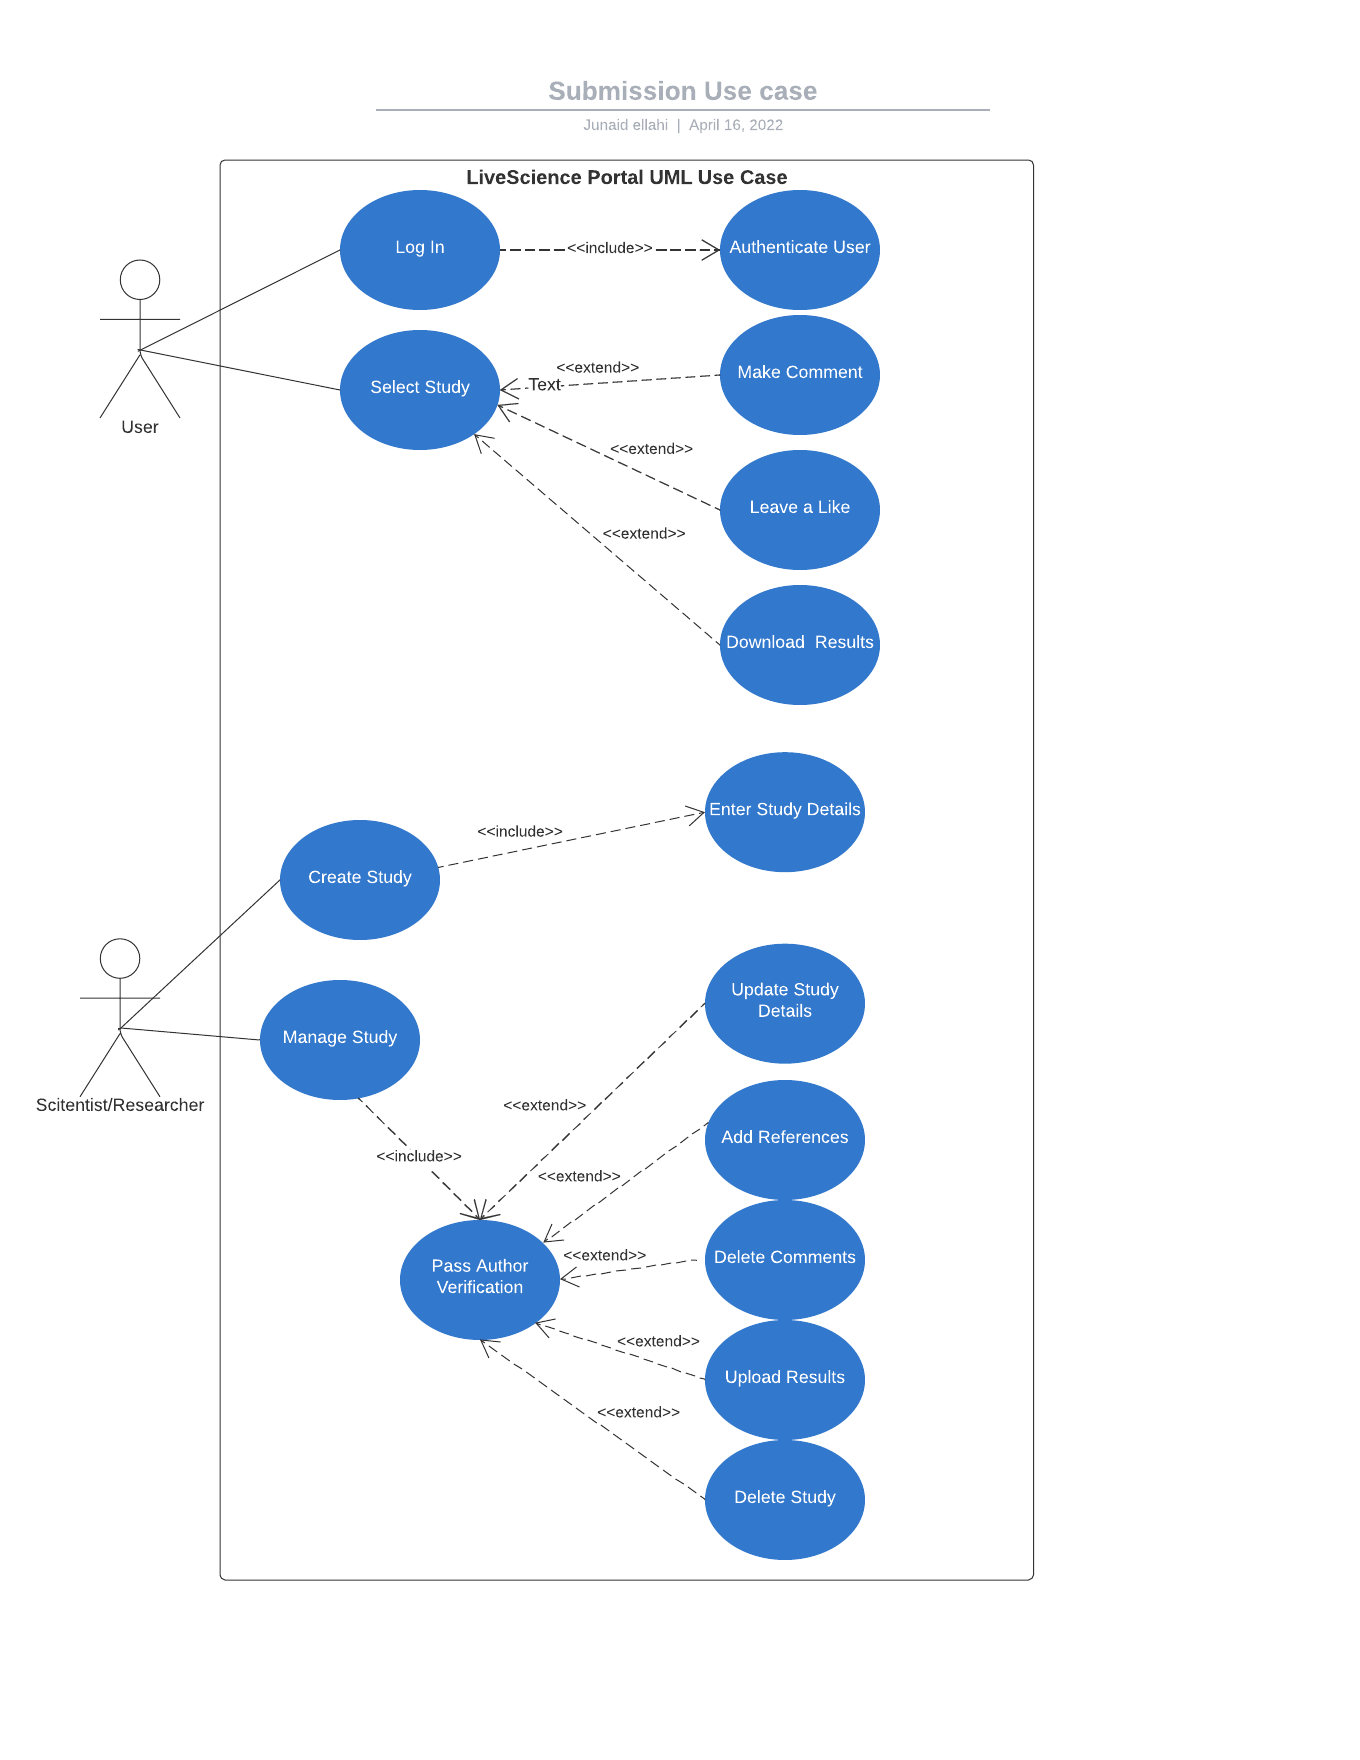 Submission Use case
Junaid ellahi | April 16, 2022
LiveScience Portal UML Use Case
Log In
<<include>>
Authenticate User
User
Select Study
<<extend>>
Text
Make Comment
<<extend>>
Leave a Like
<<extend>>
Download Results
Enter Study Details
<<include>>
Create Study
Scitentist/Researcher
Manage Study
Update Study
Details
<<extend>>
Add References
<<include>>
<<extend>>
Pass Author
Verification
<<extend>>
Delete Comments
<<extend>>
Upload Results
<<extend>>
Delete Study